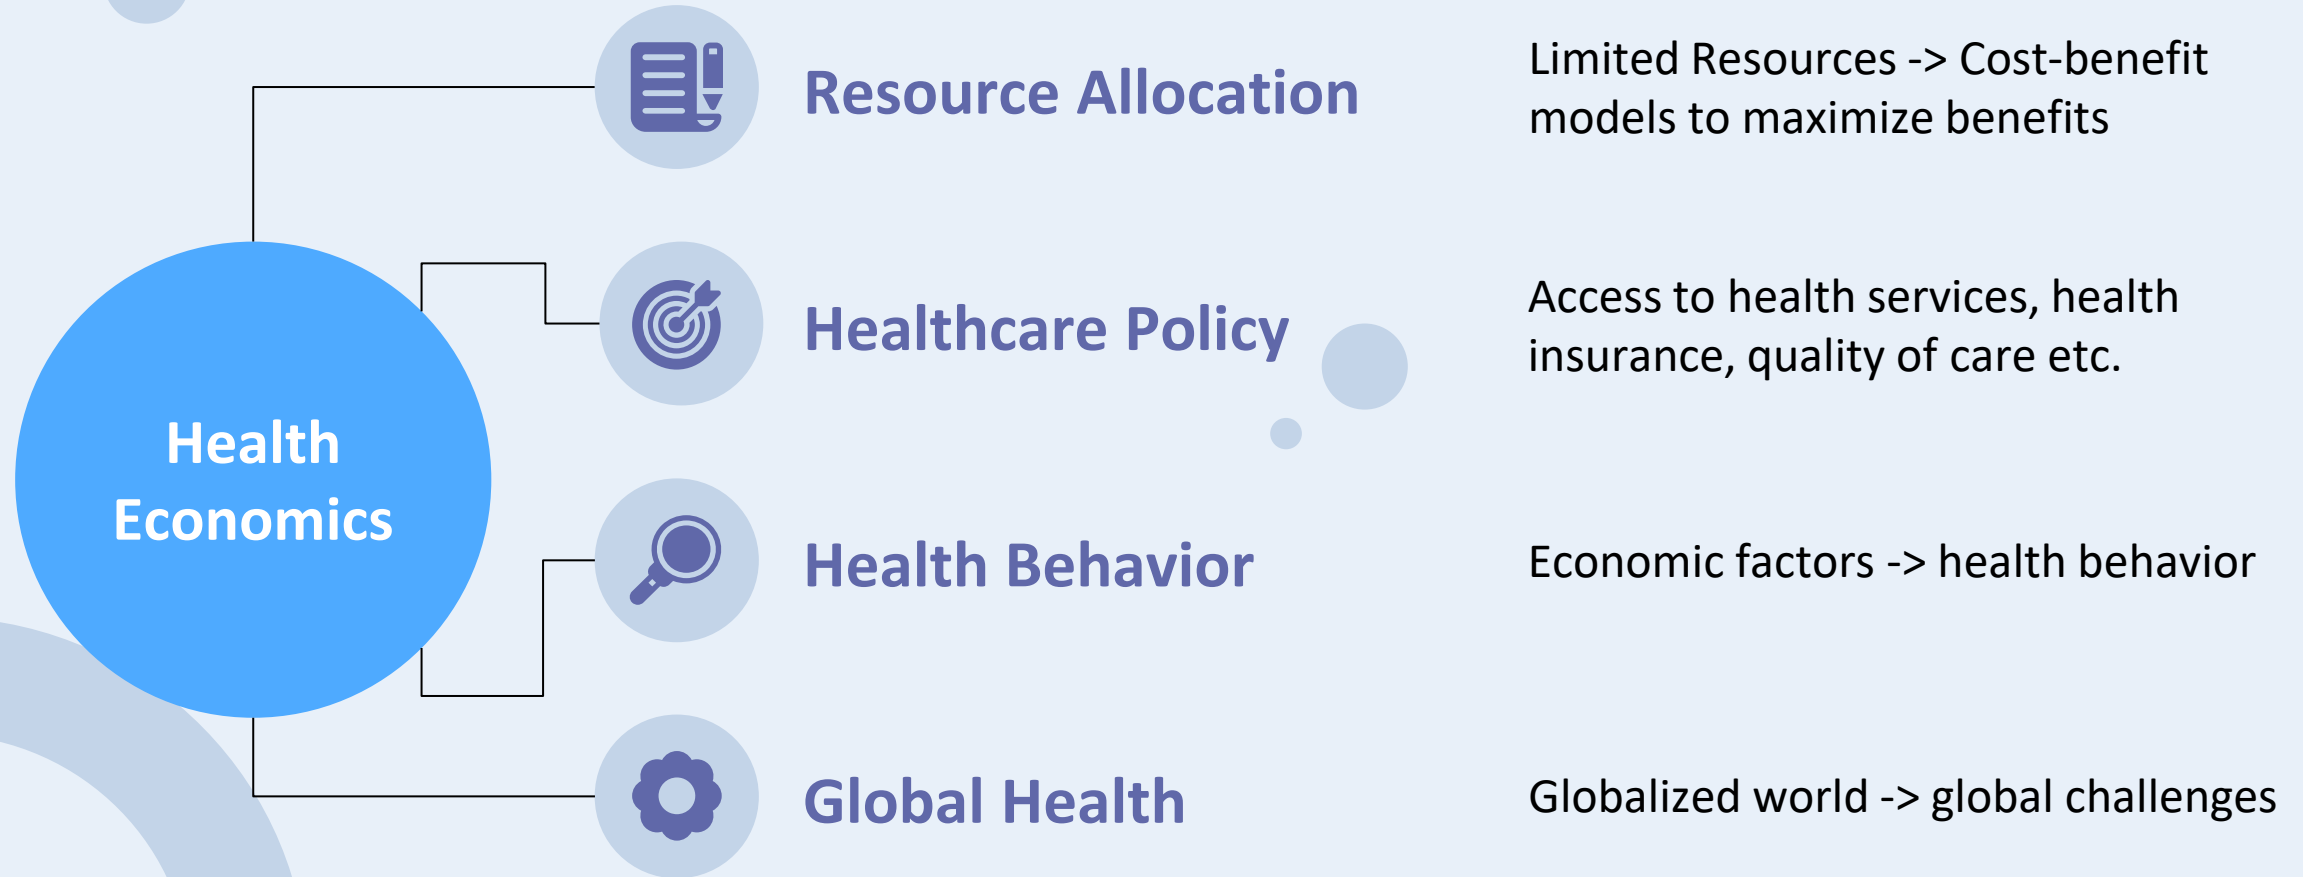 Resource Allocation
Limited Resources -> Cost-benefit
models to maximize benefits
Healthcare Policy
Access to health services, health
insurance, quality of care etc.
Health
Economics
Health Behavior
Economic factors -> health behavior
Global Health
Globalized world -> global challenges